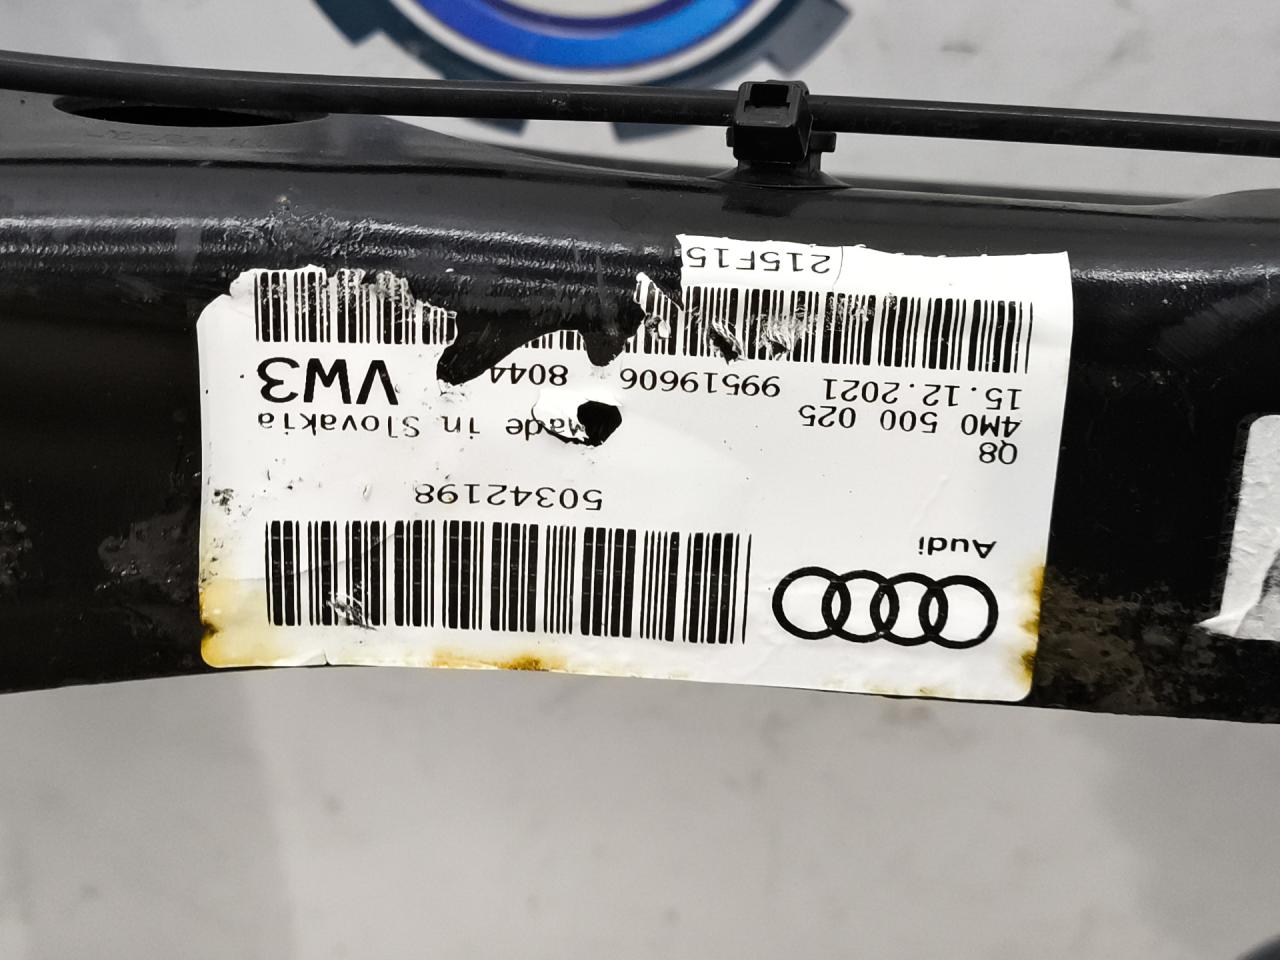 Audi
50342198
Q8
4M0 500 025
Made in Slovakia
15.12.2021 99519606 8044
VW3
215F15